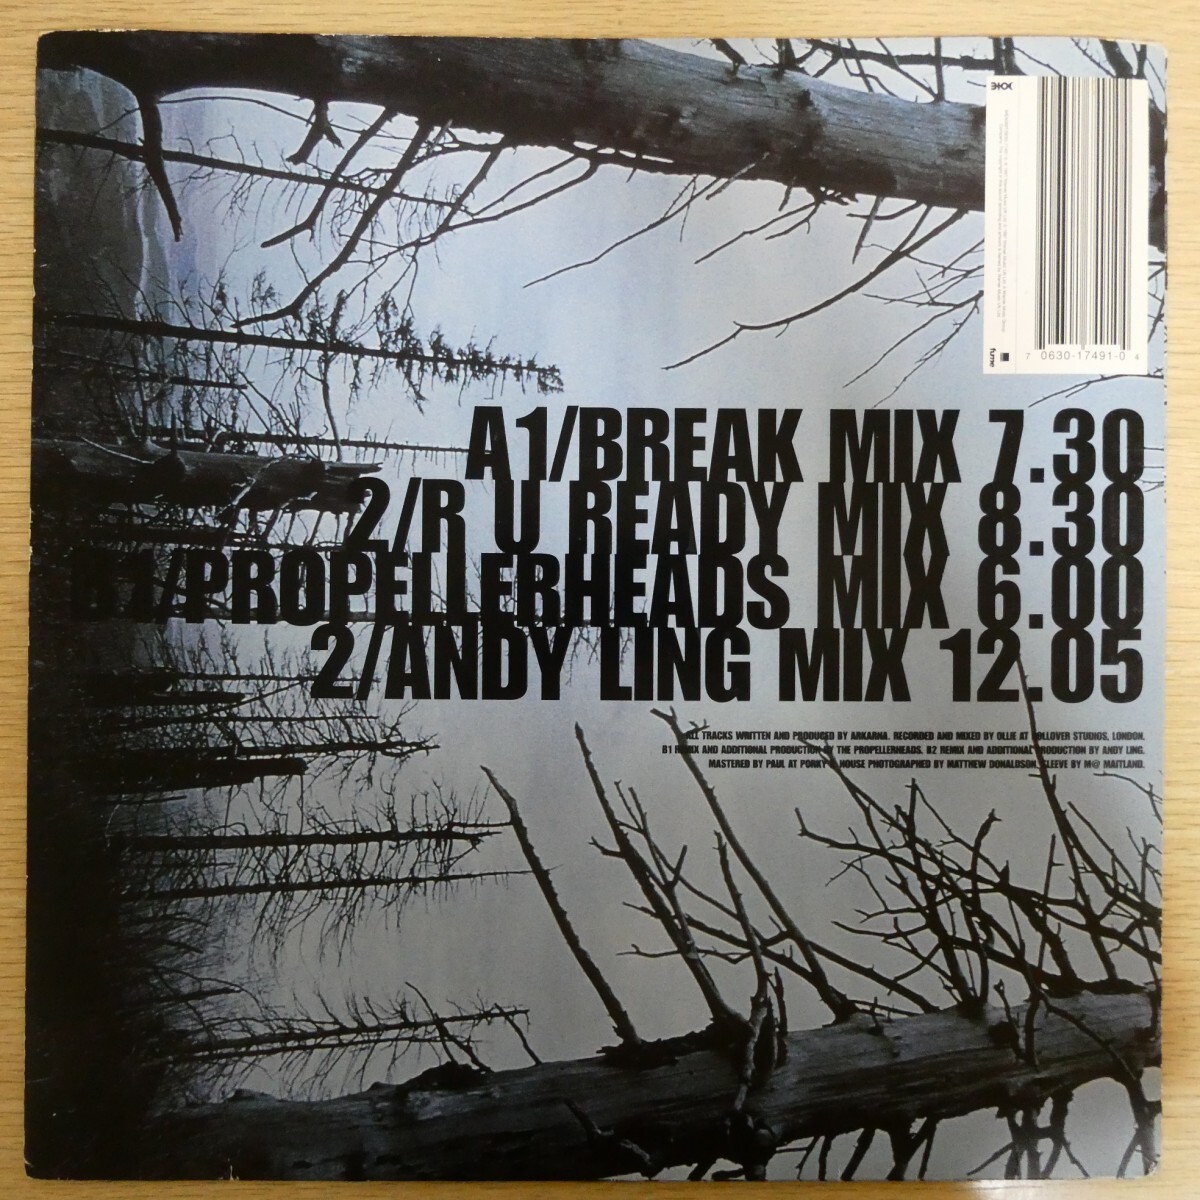 A1/BREAK MIX 7.30
2/R U READY MIX 8.30
B1/PROPELLERHEADS MIX 6.00
2/ANDY LING MIX 12.05
ALL TRACKS WRITTEN AND PRODUCED BY ARKARNA. RECORDED AND MIXED BY OLLIE AT ROLLOVER STUDIOS, LONDON.
B1 REMIX AND ADDITIONAL PRODUCTION BY THE PROPELLERHEADS. B2 REMIX AND ADDITIONAL PRODUCTION BY ANDY LING.
MASTERED BY PAUL AT PORKY'S. HOUSE PHOTOGRAPHED BY MATTHEW DONALDSON. SLEEVE BY M@ MAITLAND.
7 0630-17491-0 4
fume